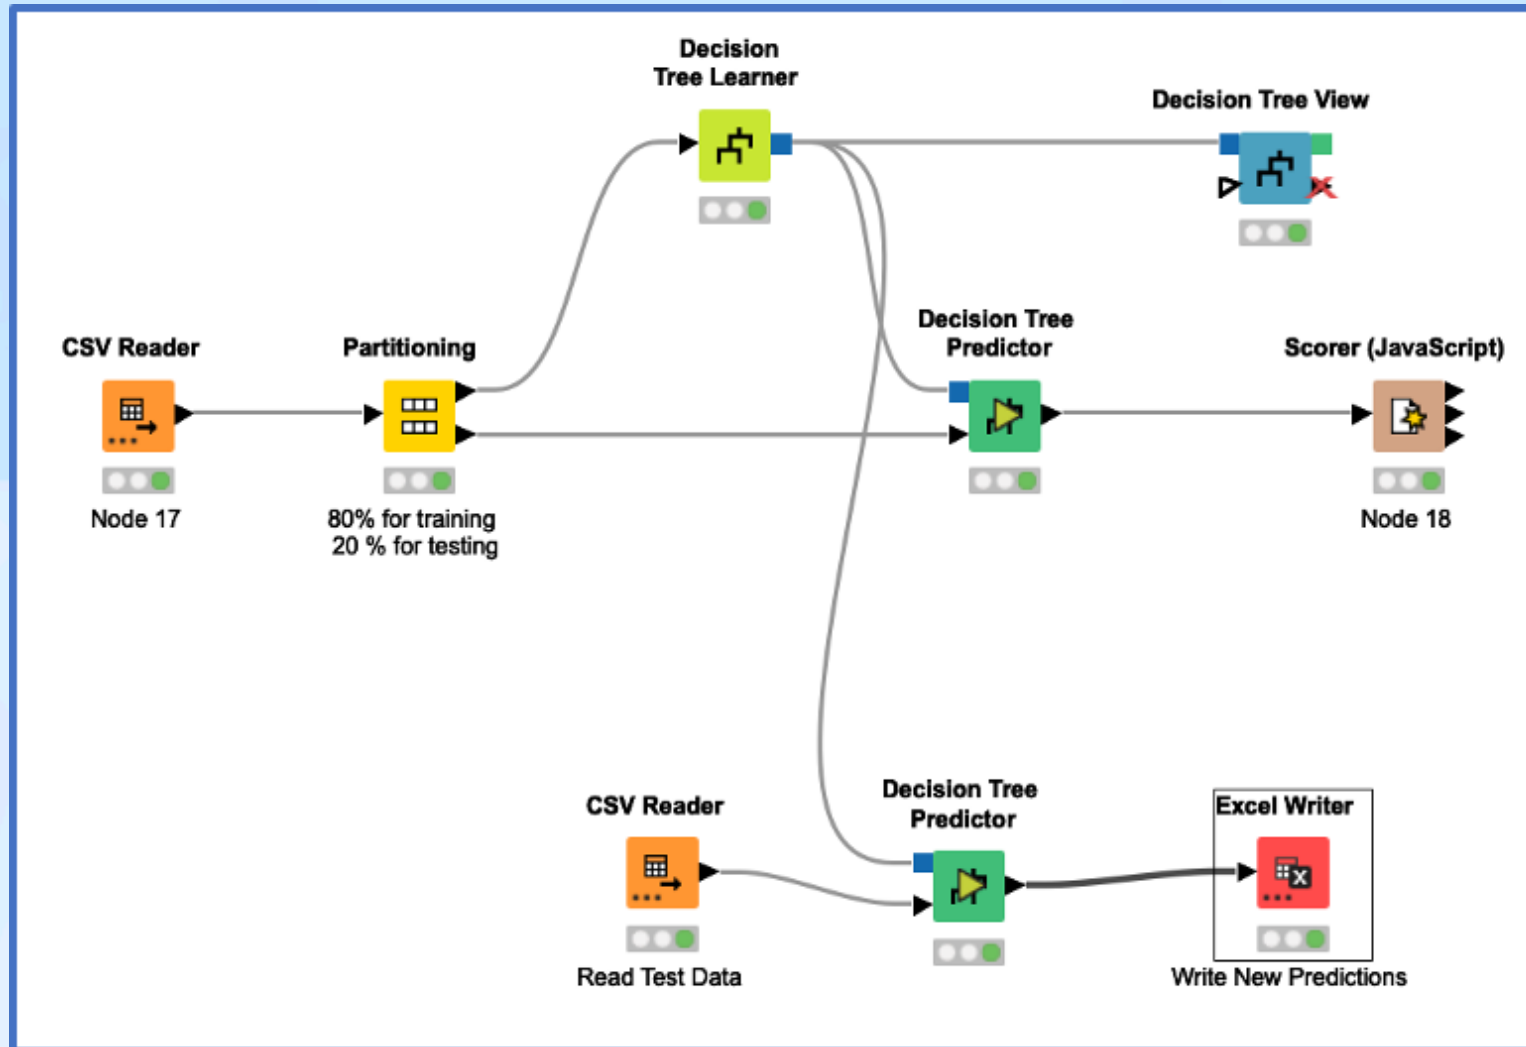 Decision
Tree Learner
Decision Tree View
CSV Reader
Partitioning
Decision Tree
Predictor
Scorer (JavaScript)
Node 17
80% for training
20 % for testing
Node 18
CSV Reader
Decision Tree
Predictor
Excel Writer
X
Read Test Data
Write New Predictions